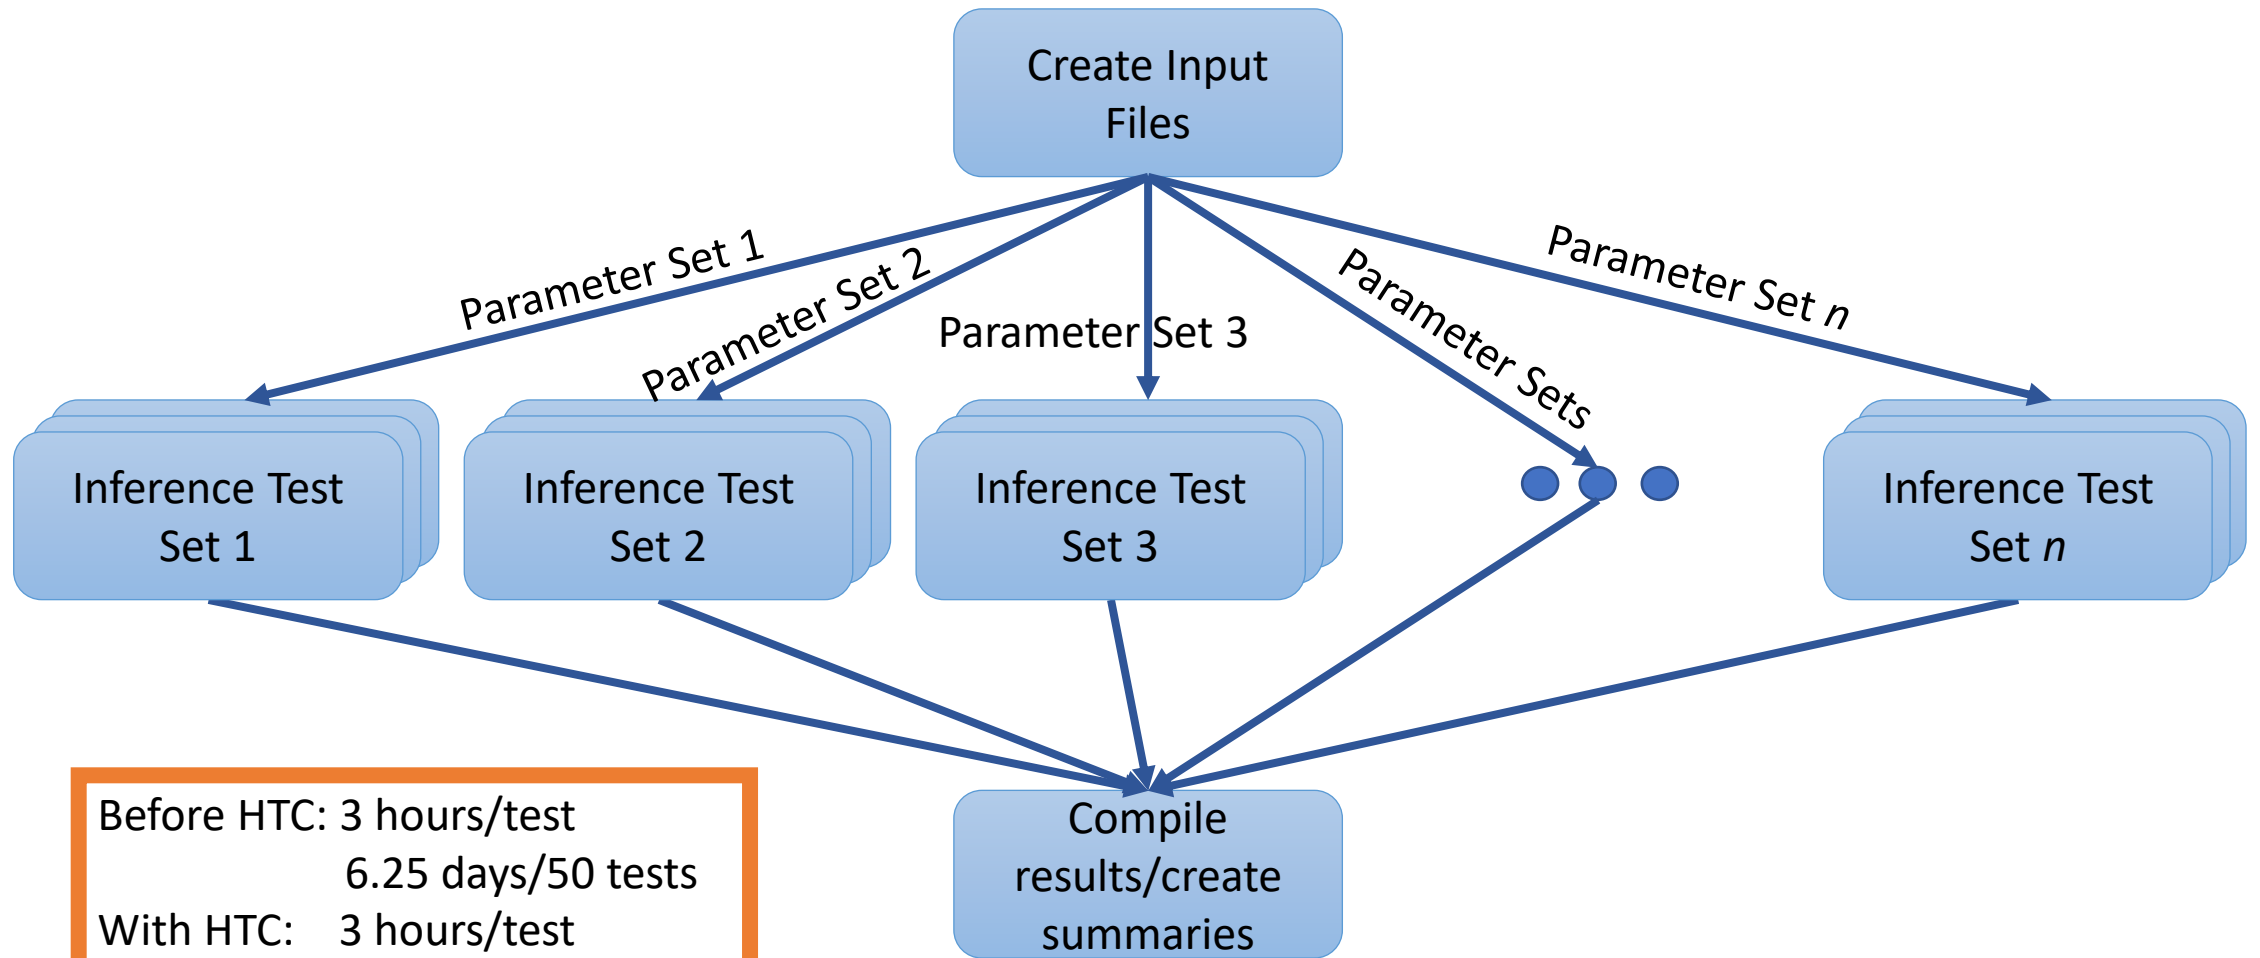 Create Input
Files
Parameter Set 1
Parameter Set 2
Parameter Set 3
Parameter Sets
Parameter Set n
Inference Test
Set 1
Inference Test
Set 2
Inference Test
Set 3
Inference Test
Set n
Before HTC: 3 hours/test
6.25 days/50 tests
With HTC: 3 hours/test
Compile
results/create
summaries